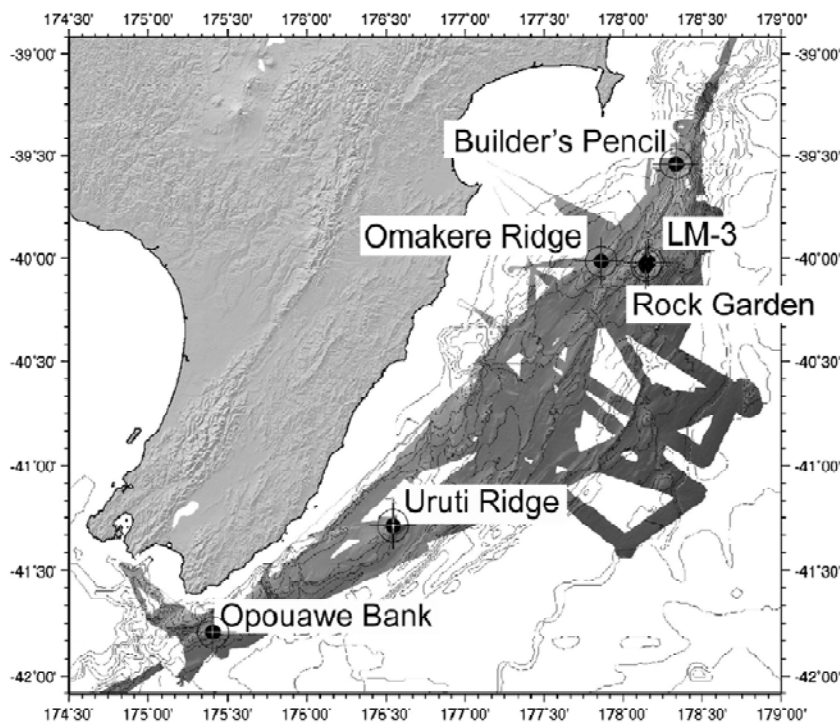 174°30' 175°00' 175°30' 176°00' 176°30' 177°00' 177°30' 178°00' 178°30' 179°00'
-39°00' -39°00'
Builder's Pencil
-39°30' -39°30'
Omakere Ridge LM-3
-40°00' -40°00'
Rock Garden
-40°30' -40°30'
-41°00' -41°00'
Uruti Ridge
-41°30' -41°30'
Opouawe Bank
-42°00' -42°00'
174°30' 175°00' 175°30' 176°00' 176°30' 177°00' 177°30' 178°00' 178°30' 179°00'